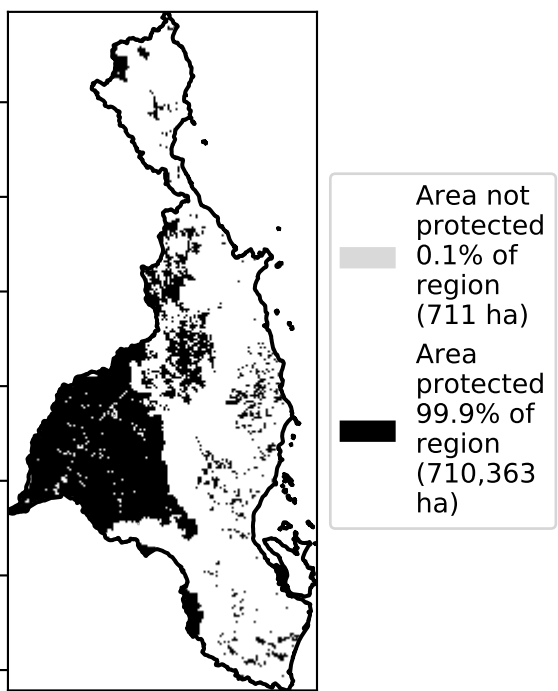 Area not
protected
0.1% of
region
(711 ha)
Area
protected
99.9% of
region
(710,363
ha)